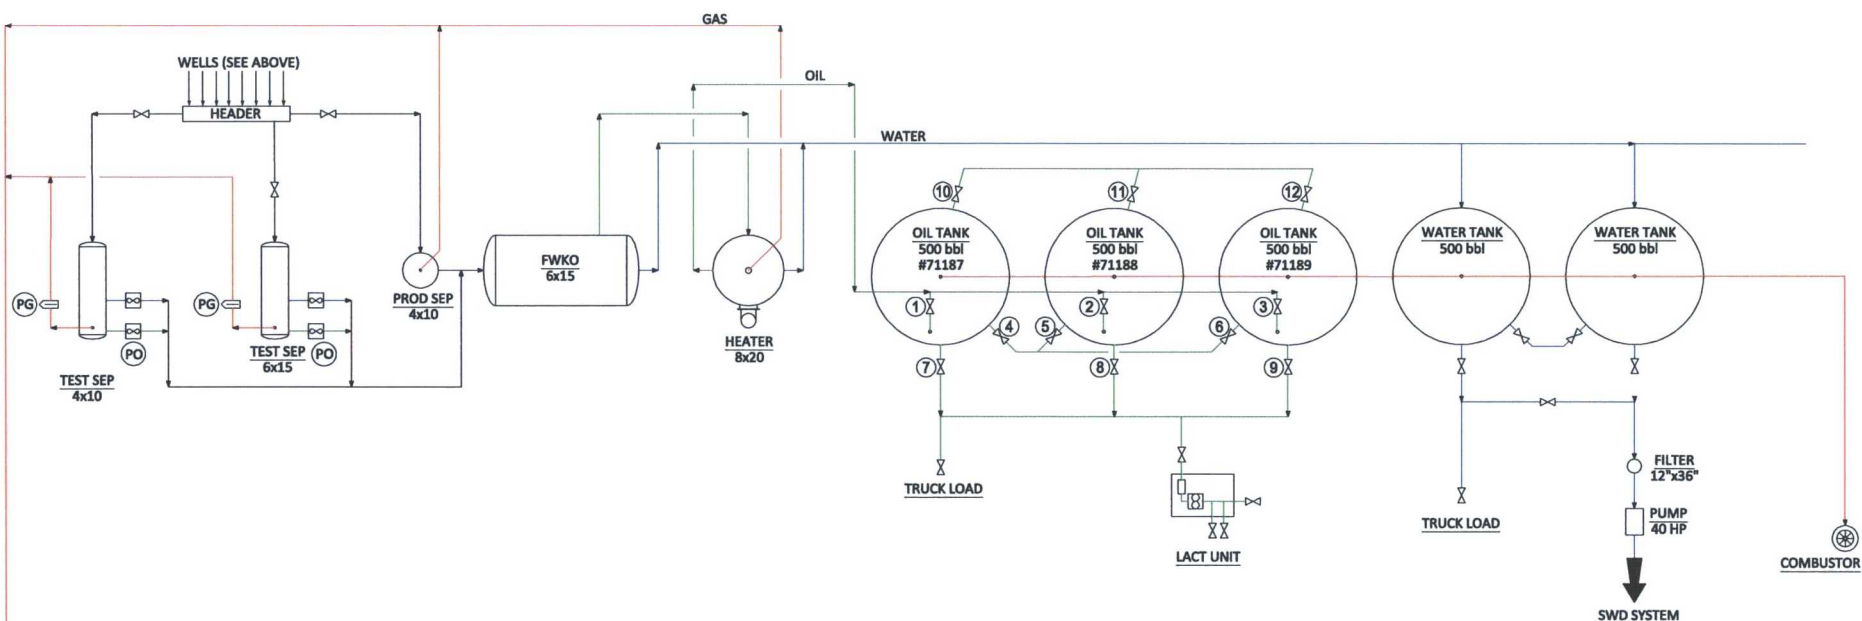 GAS
WELLS (SEE ABOVE)
HEADER
OIL
WATER
10
11
12
OIL TANK
500 bbl
#71187
OIL TANK
500 bbl
#71188
OIL TANK
500 bbl
#71189
WATER TANK
500 bbl
WATER TANK
500 bbl
FWKO
6x15
PG
PG
PROD SEP
4x10
1
2
3
4
5
6
PO
PO
TEST SEP
4x10
TEST SEP
6x15
HEATER
8x20
7
8
9
TRUCK LOAD
LACT UNIT
TRUCK LOAD
FILTER
12"x36"
PUMP
40 HP
SWD SYSTEM
COMBUSTOR